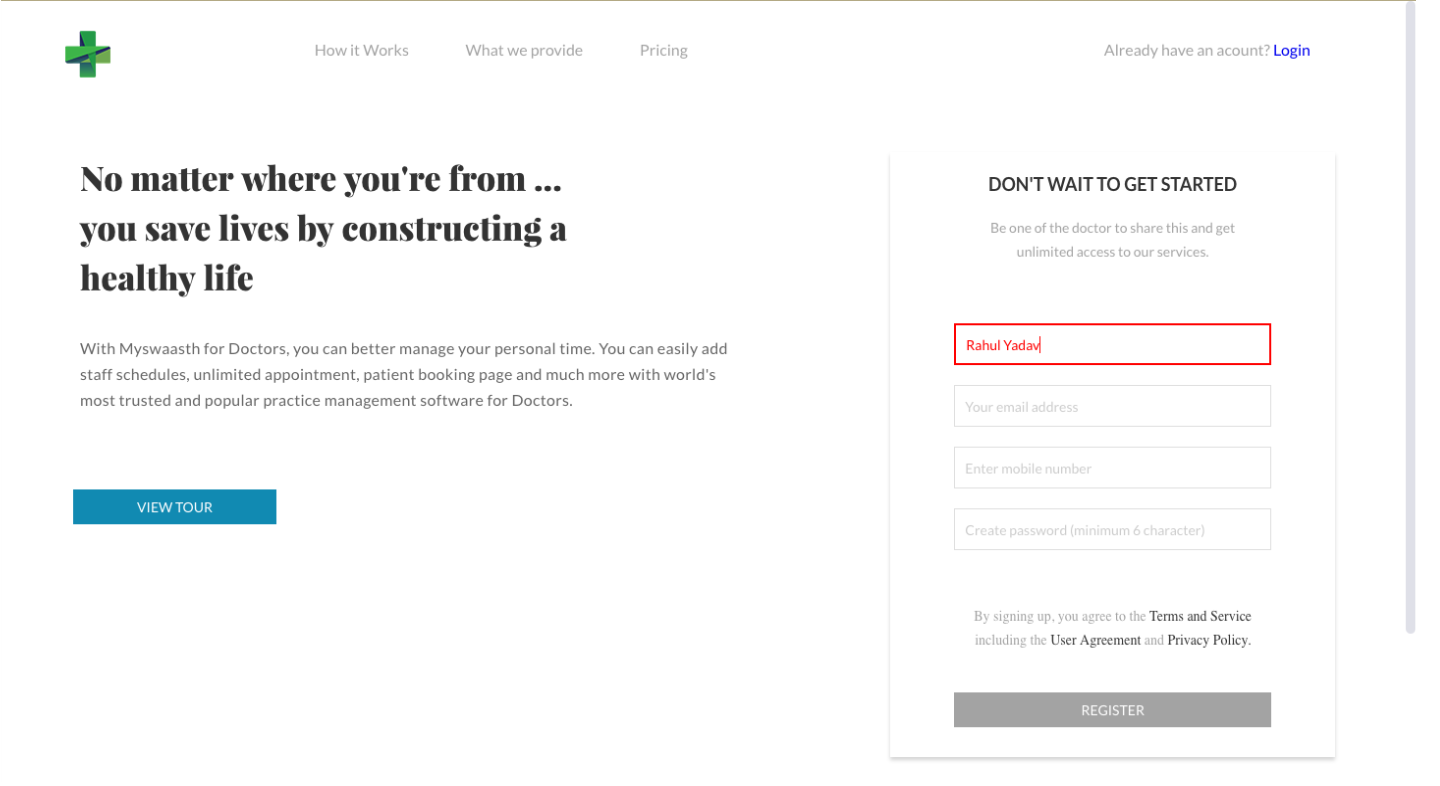 How it Works
What we provide
Pricing
Already have an acount? Login
No matter where you're from ...
you save lives by constructing a
healthy life
With Myswaasth for Doctors, you can better manage your personal time. You can easily add
staff schedules, unlimited appointment, patient booking page and much more with world's
most trusted and popular practice management software for Doctors.
VIEW TOUR
DON'T WAIT TO GET STARTED
Be one of the doctor to share this and get
unlimited access to our services.
Rahul Yadav
Your email address
Enter mobile number
Create password (minimum 6 character)
By signing up, you agree to the Terms and Service
including the User Agreement and Privacy Policy.
REGISTER